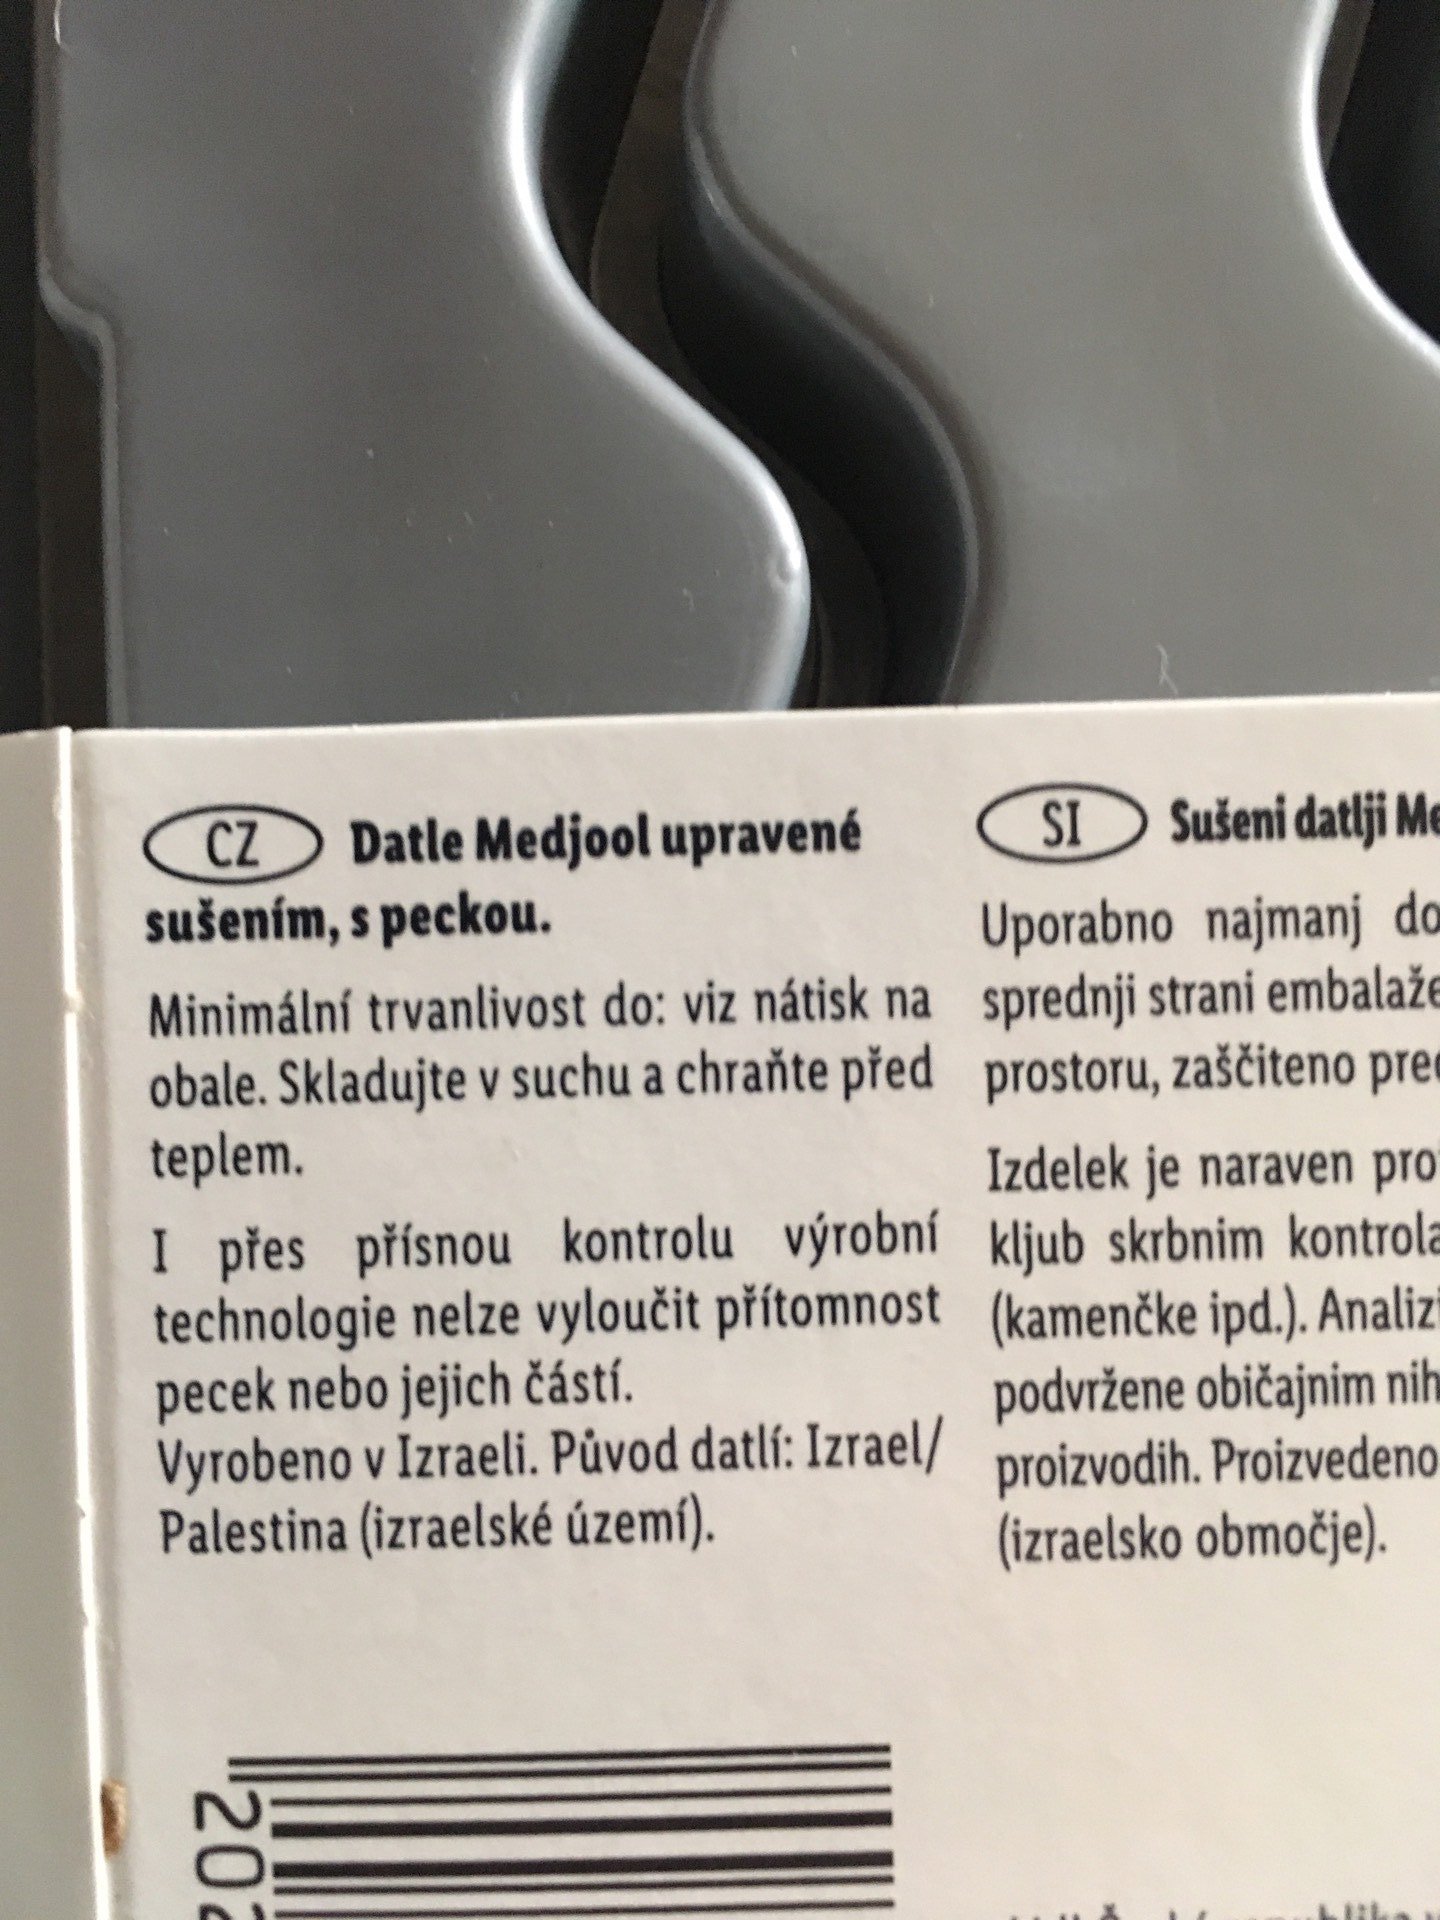 CZ Datle Medjool upravené
sušením, s peckou.
Minimální trvanlivost do: viz nátisk na
obale. Skladujte v suchu a chraňte před
teplem.
I přes přísnou kontrolu výrobní
technologie nelze vyloučit přítomnost
pecek nebo jejich částí.
Vyrobeno v Izraeli. Původ datlí: Izrael/
Palestina (izraelské území).
SI Sušeni datlji
Uporabno najmanj do
sprednji strani embalaže
prostoru, zaščiteno
Izdelek je naraven
kljub skrbnim
(kamenčke ipd.).
podvržene običajnim
proizvodih. Proizvedeno
(izraelsko območje).